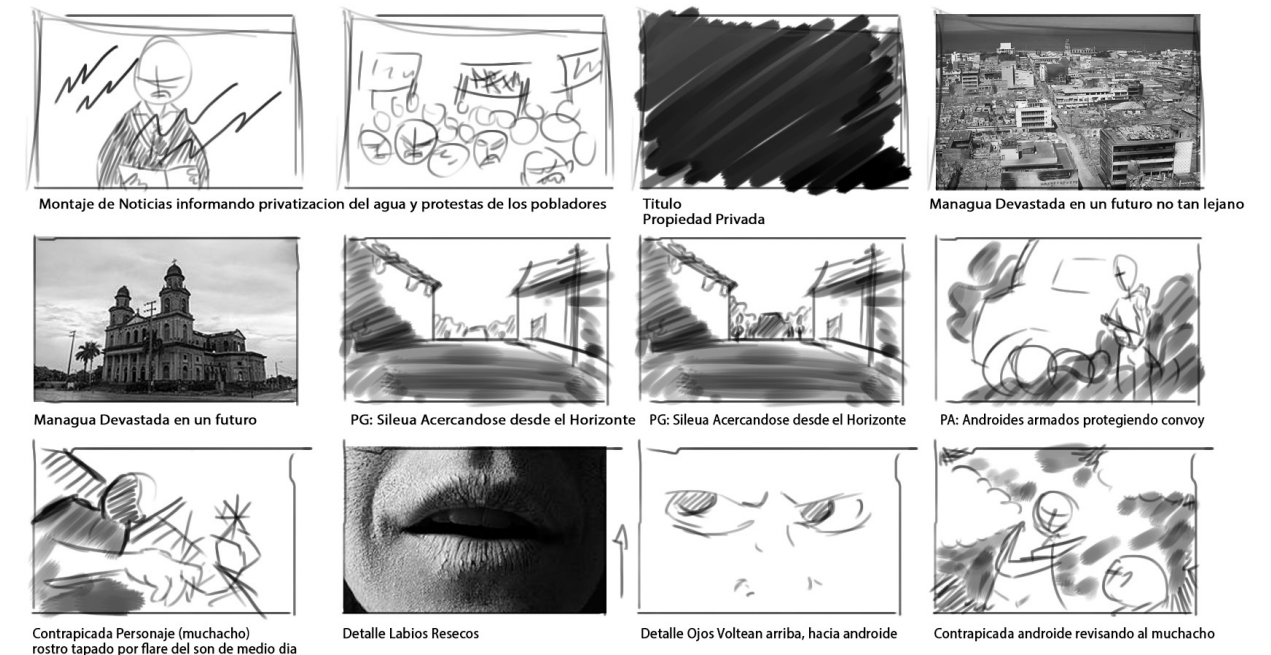 Montaje de Noticias informando privatizacion del agua y protestas de los pobladores
Titulo
Propiedad Privada
Managua Devastada en un futuro no tan lejano
Managua Devastada en un futuro
PG: Sileua Acercandose desde el Horizonte
PG: Sileua Acercandose desde el Horizonte
PA: Androides armados protegiendo convoy
Contrapicada Personaje (muchacho)
rostro tapado por flare del son de medio dia
Detalle Labios Resecos
Detalle Ojos Voltean arriba, hacia androide
Contrapicada androide revisando al muchacho